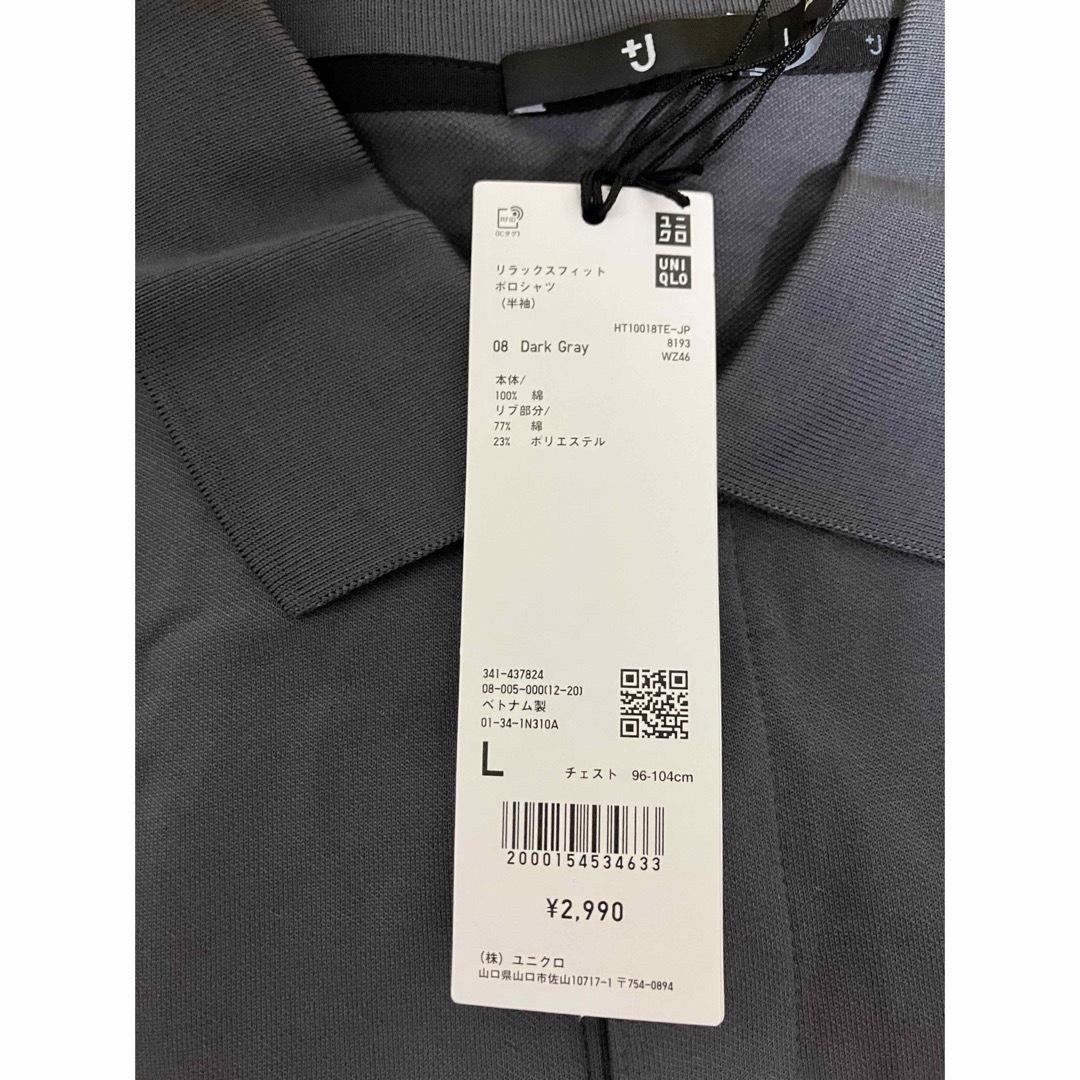 +J
L
+J
RFID
(ICタグ)
ユニ
クロ
UNI
QLO
リラックスフィット
ポロシャツ
(半袖)
HT10018TE-JP
8193
WZ46
08 Dark Gray
本体/
100% 綿
リブ部分/
77% 綿
23% ポリエステル
341-437824
08-005-000(12-20)
ベトナム製
01-34-1N310A
L
チェスト 96-104cm
2000154534633
¥2,990
(株) ユニクロ
山口県山口市佐山10717-1 〒754-0894